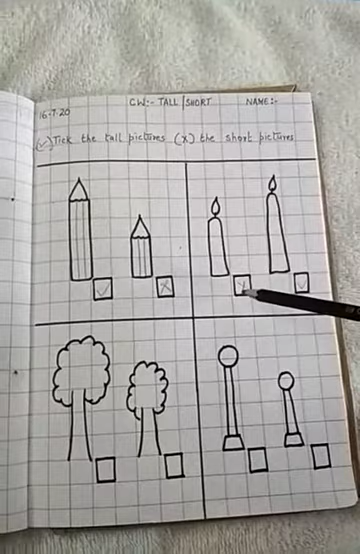 CW:- TALL | SHORT NAME:-
16-7-20
(✓) Tick the tall pictures (x) the short pictures